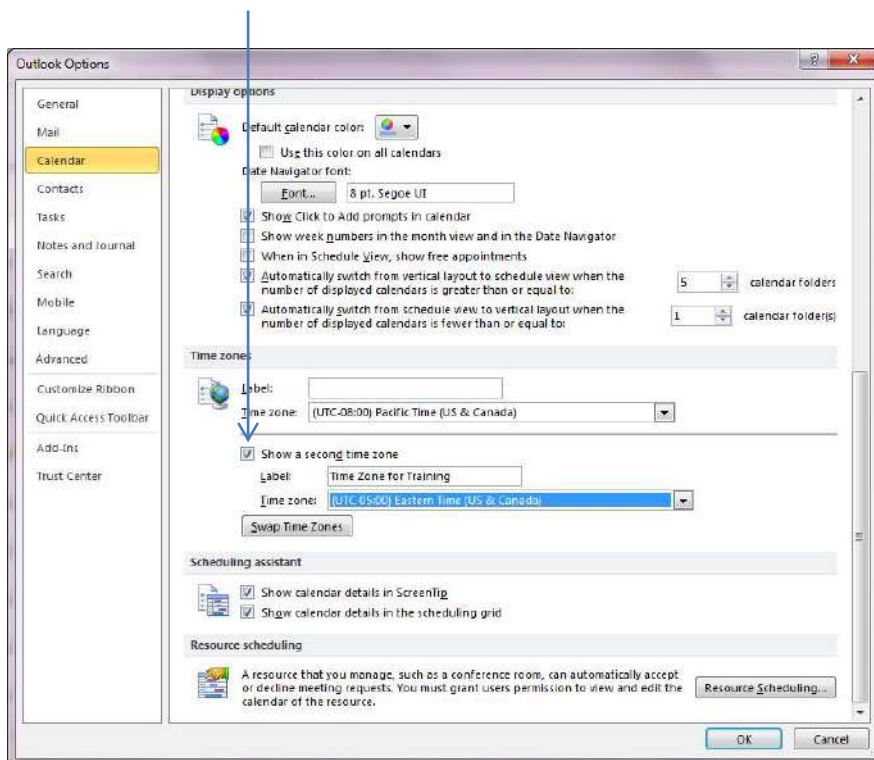 Outlook Options
General
Mail
Calendar
Contacts
Tasks
Notes and Journal
Search
Mobile
Language
Advanced
Customize Ribbon
Quick Access Toolbar
Add-Ins
Trust Center
Display options
Default calendar color:
Use this color on all calendars
Date Navigator font:
Font... 8 pt. Segoe UI
Show Click to Add prompts in calendar
Show week numbers in the month view and in the Date Navigator
When in Schedule View, show free appointments
Automatically switch from vertical layout to schedule view when the
number of displayed calendars is greater than or equal to: 5 calendar folders
Automatically switch from schedule view to vertical layout when the
number of displayed calendars is fewer than or equal to: 1 calendar folder(s)
Time zones
Label:
Time zone: (UTC-08:00) Pacific Time (US & Canada)
Show a second time zone
Label: Time Zone for Training
Time zone: (UTC-05:00) Eastern Time (US & Canada)
Swap Time Zones
Scheduling assistant
Show calendar details in ScreenTip
Show calendar details in the scheduling grid
Resource scheduling
A resource that you manage, such as a conference room, can automatically accept
or decline meeting requests. You must grant users permission to view and edit the
calendar of the resource.
Resource Scheduling...
OK Cancel